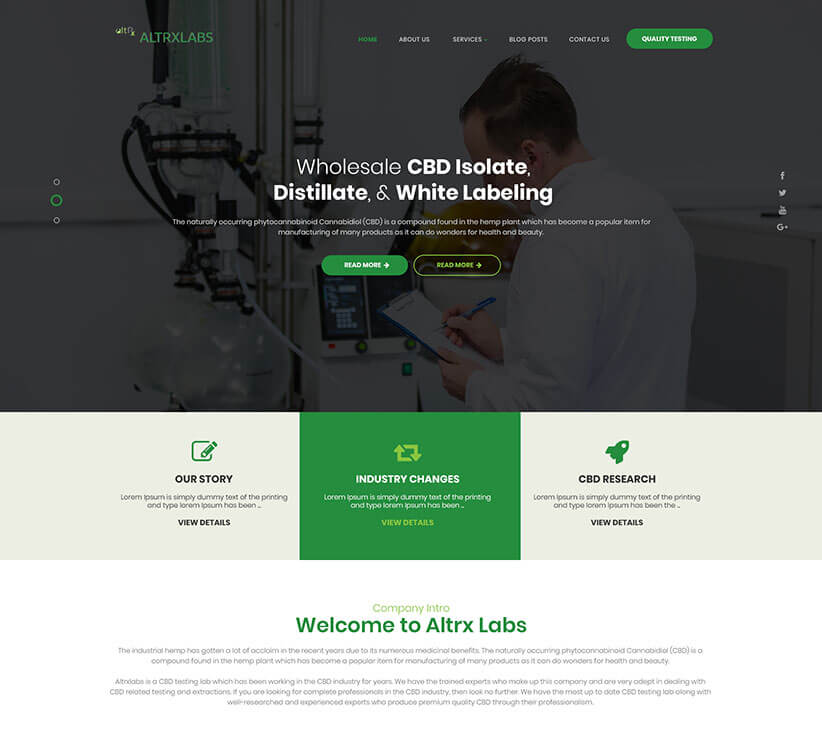 altrx ALTRXLABS
HOME ABOUT US SERVICES BLOG POSTS CONTACT US QUALITY TESTING
Wholesale CBD Isolate,
Distillate, & White Labeling
The naturally occurring phytocannabinoid Cannabidiol (CBD) is a compound found in the hemp plant which has become a popular item for
manufacturing of many products as it can do wonders for health and beauty.
READ MORE → READ MORE →
OUR STORY
Lorem Ipsum is simply dummy text of the printing
and type lorem Ipsum has been ...
VIEW DETAILS
INDUSTRY CHANGES
Lorem Ipsum is simply dummy text of the printing
and type lorem Ipsum has been ...
VIEW DETAILS
CBD RESEARCH
Lorem Ipsum is simply dummy text of the printing
and type lorem Ipsum has been the ...
VIEW DETAILS
Company Intro
Welcome to Altrx Labs
The industrial hemp has gotten a lot of acclaim in the recent years due to its numerous medicinal benefits. The naturally occurring phytocannabinoid Cannabidiol (CBD) is a
compound found in the hemp plant which has become a popular item for manufacturing of many products as it can do wonders for health and beauty.
Altrxlabs is a CBD testing lab which has been working in the CBD industry for years. We have the trained experts who make up this company and are very adept in dealing with
CBD related testing and extractions. If you are looking for complete professionals in the CBD industry, then look no further. We have the most up to date CBD testing lab along with
well-researched and experienced experts who produce premium quality CBD through their professionalism.